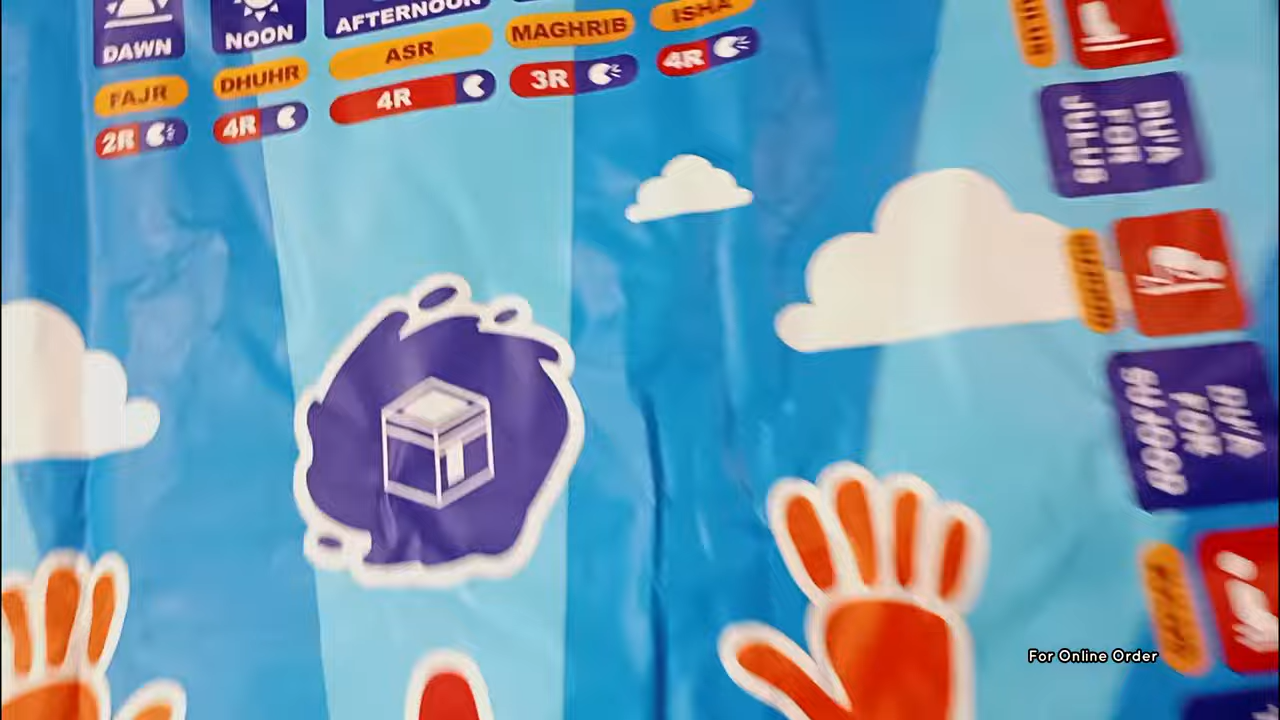 DAWN
NOON
AFTERNOON
FAJR
DHUHR
ASR
MAGHRIB
ISHA
2R
4R
4R
3R
4R
DUA
FOR
JULUS
DUA
FOR
For Online Order